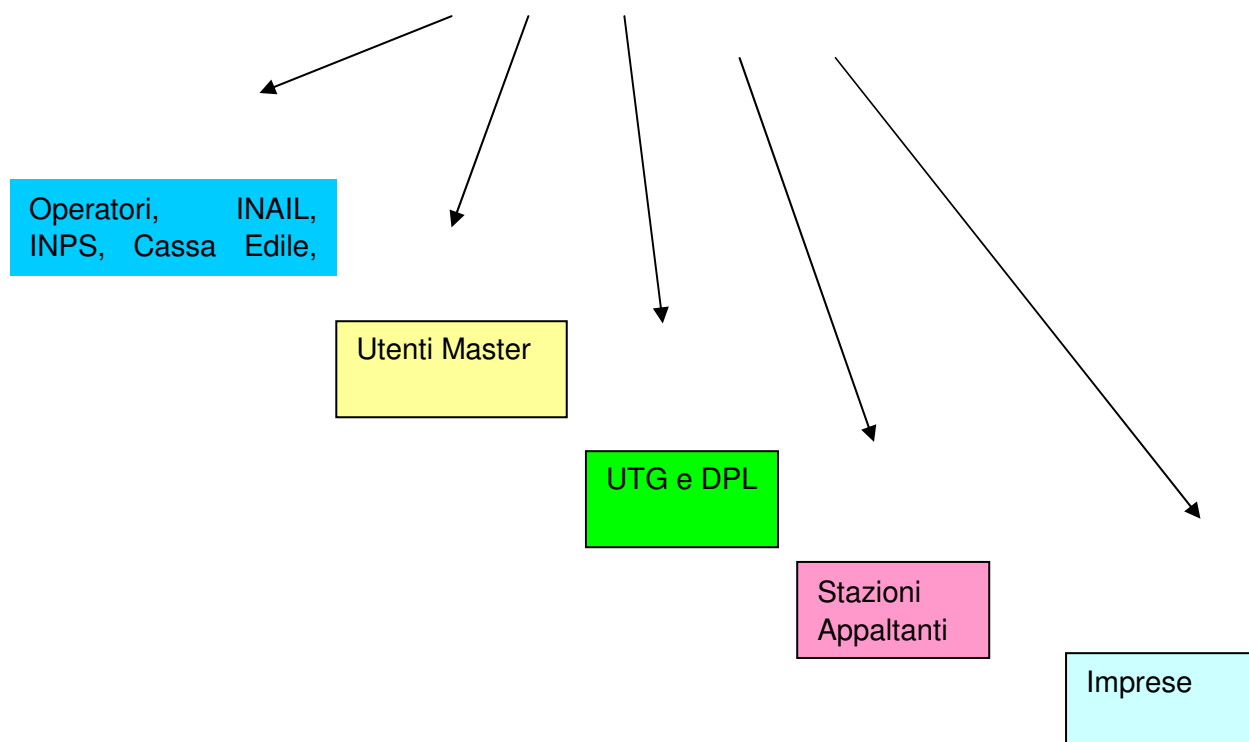 Operatori, INAIL,
INPS, Cassa Edile,
Utenti Master
UTG e DPL
Stazioni
Appaltanti
Imprese